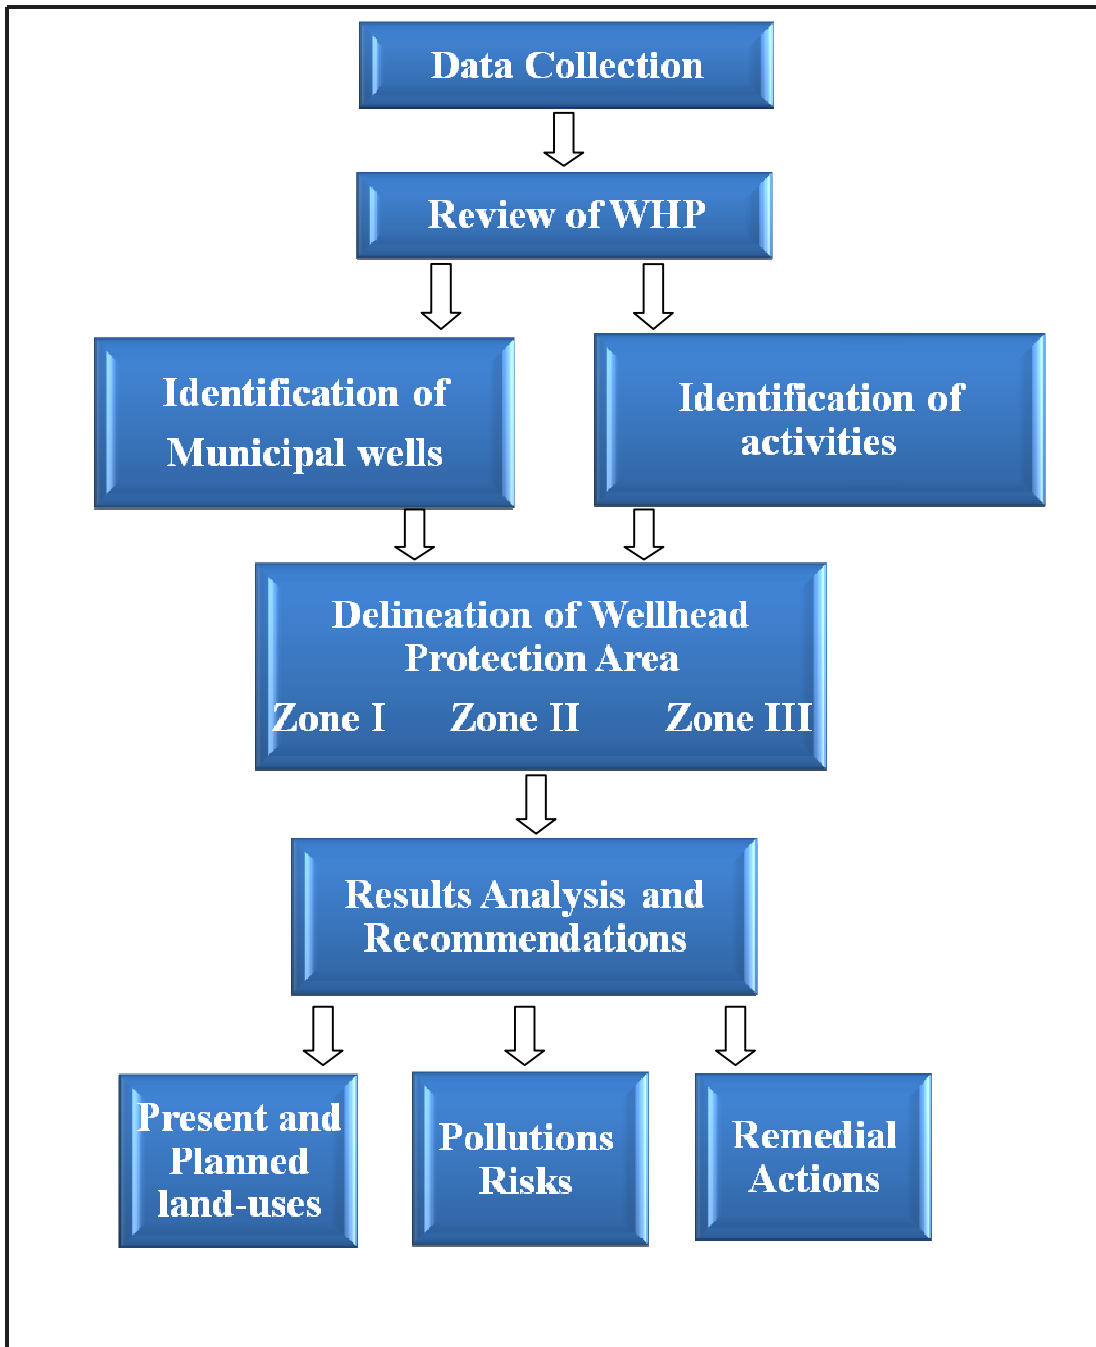 Data Collection
Review of WHP
Identification of
Municipal wells
Identification of
activities
Delineation of Wellhead
Protection Area
Zone I Zone II Zone III
Results Analysis and
Recommendations
Present and
Planned
land-uses
Pollutions
Risks
Remedial
Actions